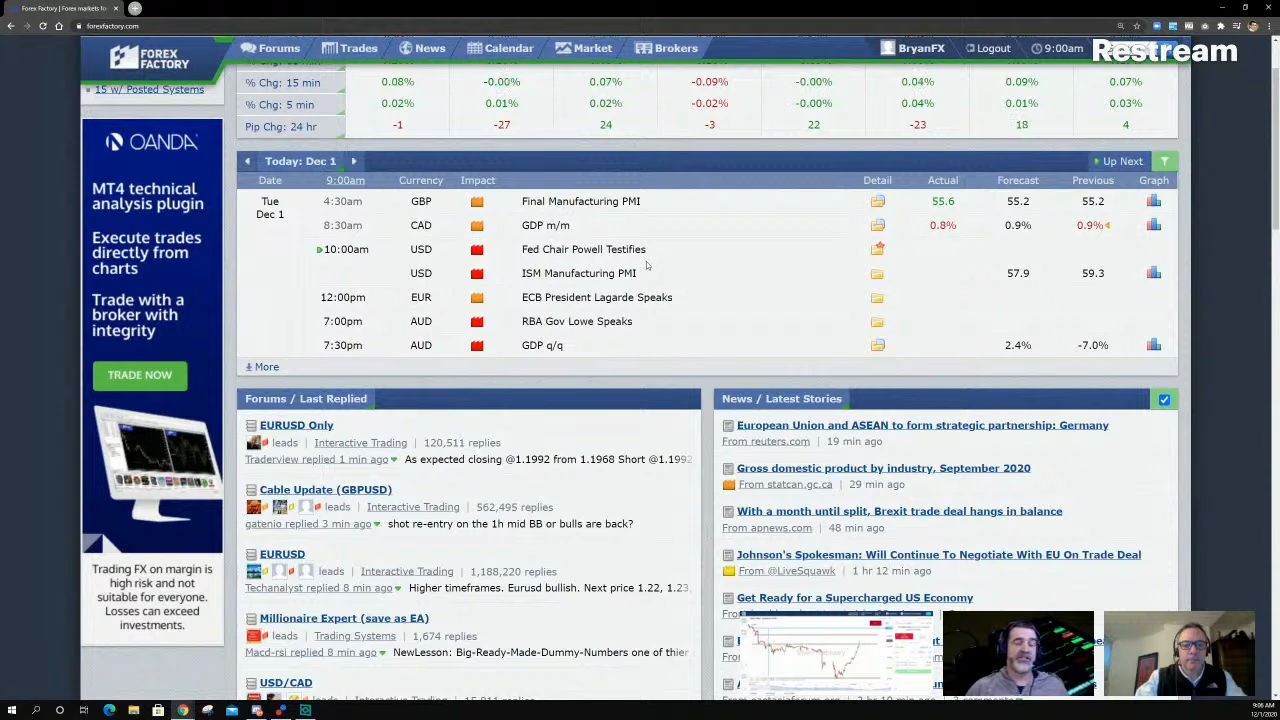 Forex Factory | Forex markets fo
forexfactory.com
FOREX FACTORY Forums Trades News Calendar Market Brokers BryanFX Logout 9:00am
Restream
15 w/ Posted Systems
% Chg: 15 min 0.08% -0.00% 0.07% -0.09% -0.00% 0.04% 0.09% 0.07%
% Chg: 5 min 0.02% 0.01% 0.02% -0.02% -0.00% 0.04% 0.01% 0.03%
Pip Chg: 24 hr -1 -27 24 -3 22 -23 18 4
OANDA
MT4 technical
analysis plugin
Execute trades
directly from
charts
Trade with a
broker with
integrity
TRADE NOW
Trading FX on margin is
high risk and not
suitable for everyone.
Losses can exceed
investments.
Today: Dec 1 Up Next
Date 9:00am Currency Impact Detail Actual Forecast Previous Graph
Tue
Dec 1
4:30am GBP Final Manufacturing PMI 55.6 55.2 55.2
8:30am CAD GDP m/m 0.8% 0.9% 0.9%
10:00am USD Fed Chair Powell Testifies
USD ISM Manufacturing PMI 57.9 59.3
12:00pm EUR ECB President Lagarde Speaks
7:00pm AUD RBA Gov Lowe Speaks
7:30pm AUD GDP q/q 2.4% -7.0%
More
Forums / Last Replied
EURUSD Only
leads | Interactive Trading | 120,511 replies
Traderview replied 1 min ago As expected closing @1.1992 from 1.1968 Short @1.1992
Cable Update (GBPUSD)
leads | Interactive Trading | 562,495 replies
gatenio replied 3 min ago shot re-entry on the 1h mid BB or bulls are back?
EURUSD
leads | Interactive Trading | 1,188,220 replies
Techanalyst replied 8 min ago Higher timeframes. Eurusd bullish. Next price 1.22, 1.23
Millionaire Expert (save as EA)
leads | Trading Systems | 1,674 replies
Macd-rsi replied 8 min ago NewLesson: Big-Ready-Made-Dummy-Numbers one of thier
USD/CAD
leads | Interactive Trading
News / Latest Stories
European Union and ASEAN to form strategic partnership: Germany
From reuters.com | 19 min ago
Gross domestic product by industry, September 2020
From statcan.gc.ca | 29 min ago
With a month until split, Brexit trade deal hangs in balance
From apnews.com | 48 min ago
Johnson's Spokesman: Will Continue To Negotiate With EU On Trade Deal
From @LiveSquawk | 1 hr 12 min ago
Get Ready for a Supercharged US Economy
9:06 AM
12/1/2020